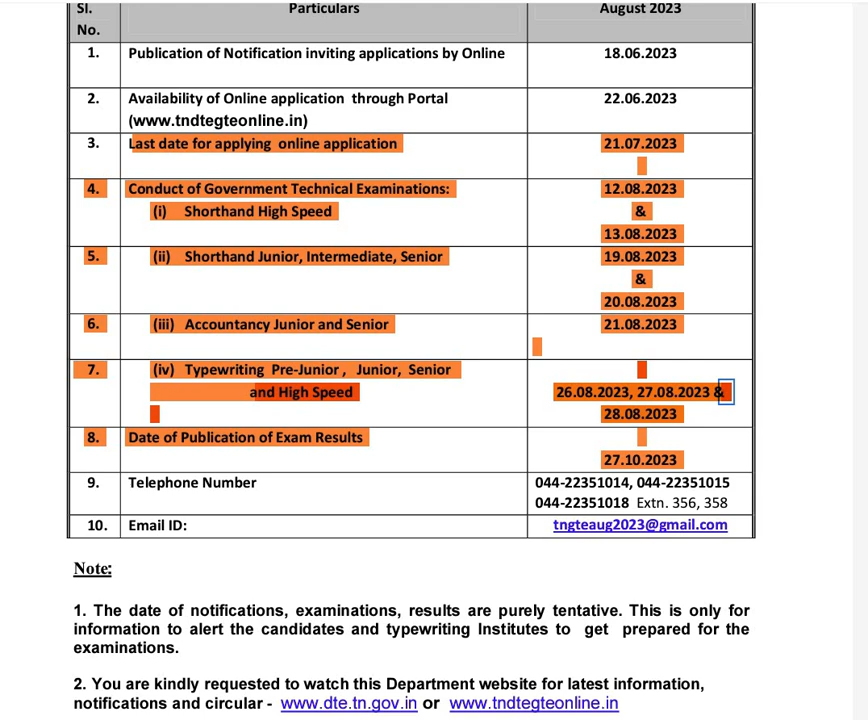 Sl. Particulars August 2023
No.
1. Publication of Notification inviting applications by Online 18.06.2023
2. Availability of Online application through Portal 22.06.2023
(www.tndtegteonline.in)
3. Last date for applying online application 21.07.2023
4. Conduct of Government Technical Examinations: 12.08.2023
(i) Shorthand High Speed &
13.08.2023
5. (ii) Shorthand Junior, Intermediate, Senior 19.08.2023
&
20.08.2023
6. (iii) Accountancy Junior and Senior 21.08.2023
7. (iv) Typewriting Pre-Junior , Junior, Senior
and High Speed 26.08.2023, 27.08.2023 &
28.08.2023
8. Date of Publication of Exam Results
27.10.2023
9. Telephone Number 044-22351014, 044-22351015
044-22351018 Extn. 356, 358
10. Email ID: tngteaug2023@gmail.com
Note:
1. The date of notifications, examinations, results are purely tentative. This is only for
information to alert the candidates and typewriting Institutes to get prepared for the
examinations.
2. You are kindly requested to watch this Department website for latest information,
notifications and circular - www.dte.tn.gov.in or www.tndtegteonline.in